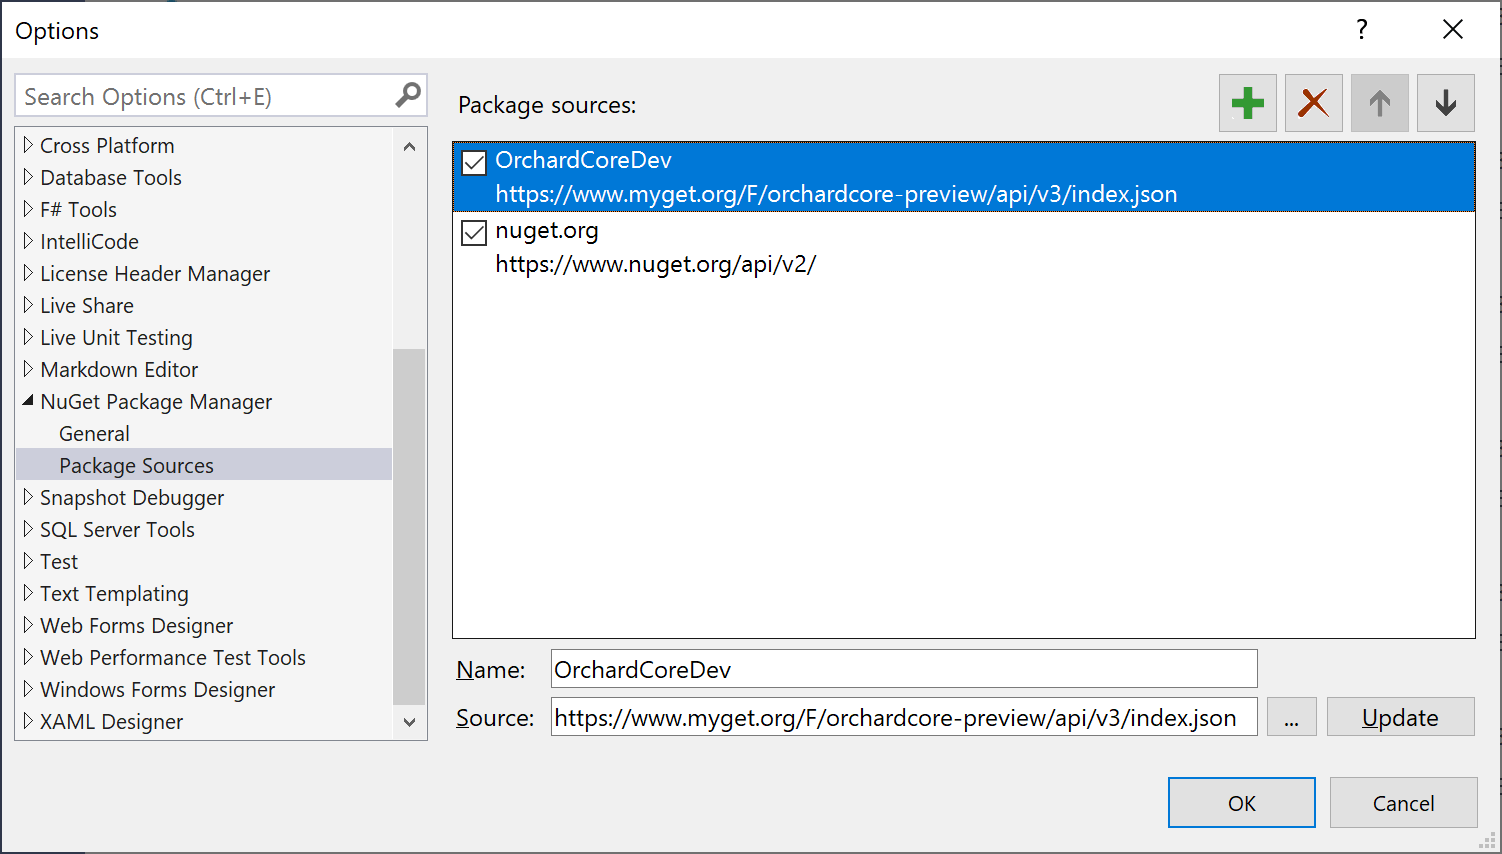 Options
?
Search Options (Ctrl+E)
Cross Platform
Database Tools
F# Tools
IntelliCode
License Header Manager
Live Share
Live Unit Testing
Markdown Editor
NuGet Package Manager
General
Package Sources
Snapshot Debugger
SQL Server Tools
Test
Text Templating
Web Forms Designer
Web Performance Test Tools
Windows Forms Designer
XAML Designer
Package sources:
OrchardCoreDev
https://www.myget.org/F/orchardcore-preview/api/v3/index.json
nuget.org
https://www.nuget.org/api/v2/
Name: OrchardCoreDev
Source: https://www.myget.org/F/orchardcore-preview/api/v3/index.json ... Update
OK Cancel